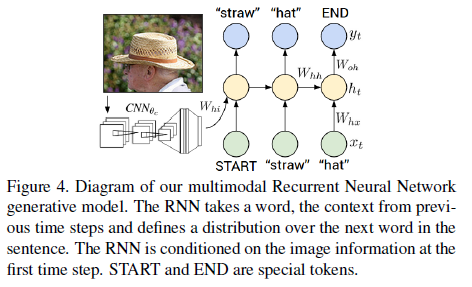 "straw" "hat" END
y_t
W_hh W_oh
h_t
CNN_θc W_hi
W_hx
x_t
START "straw" "hat"
Figure 4. Diagram of our multimodal Recurrent Neural Network
generative model. The RNN takes a word, the context from previ-
ous time steps and defines a distribution over the next word in the
sentence. The RNN is conditioned on the image information at the
first time step. START and END are special tokens.